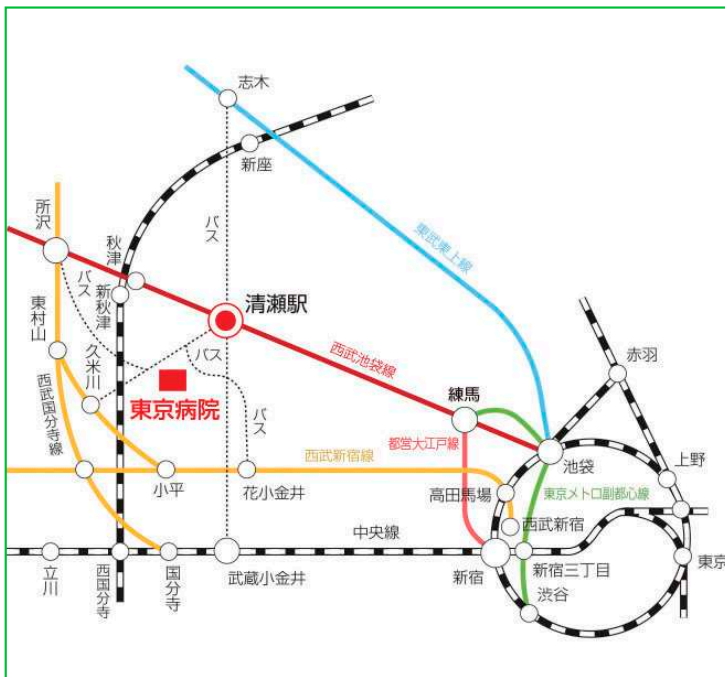 志木
新座
バス
所沢
秋津
バス
新秋津
清瀬駅
東武東上線
東村山
久米川
バス
東京病院
西武池袋線
赤羽
練馬
西武国分寺線
バス
都営大江戸線
西武新宿線
池袋
上野
小平
花小金井
高田馬場
東京メトロ副都心線
西武新宿
中央線
立川
西国分寺
国分寺
武蔵小金井
新宿
新宿三丁目
東京
渋谷